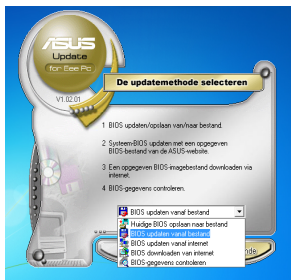 ASUS
Update
for Eee Pc
V1.02.01
De updatemethode selecteren
1 BIOS updaten/opslaan van/naar bestand.
2 Systeem-BIOS updaten met een opgegeven
BIOS-bestand van de ASUS-website.
3 Een opgegeven BIOS-imagebestand downloaden via
internet.
4 BIOS-gegevens controleren.
BIOS updaten vanaf bestand
Huidige BIOS opslaan naar bestand
BIOS updaten vanaf bestand
BIOS updaten vanaf internet
BIOS downloaden van internet
BIOS-gegevens controleren